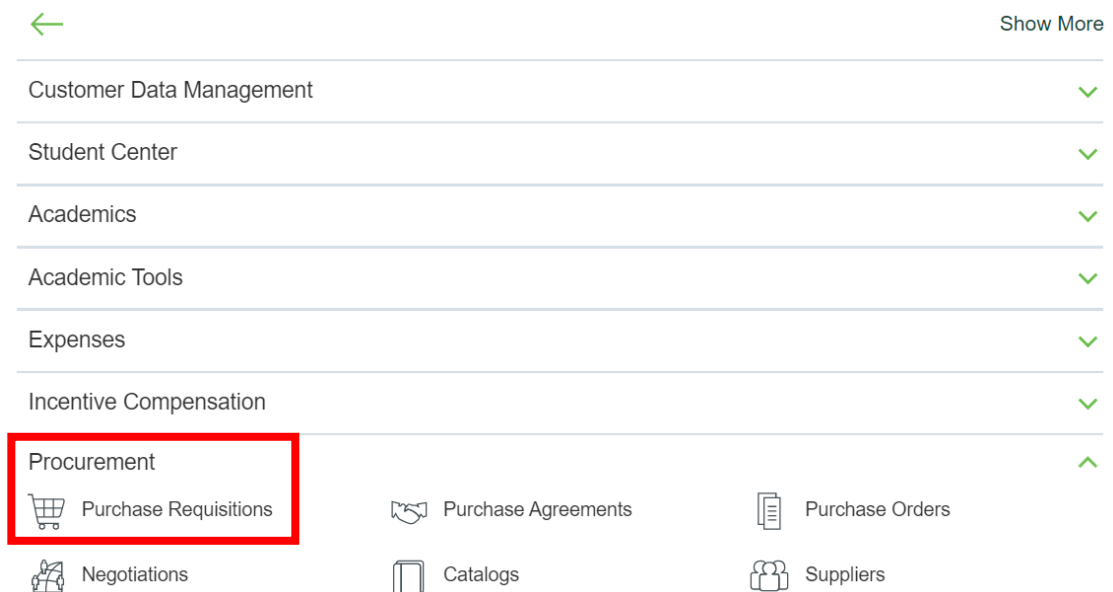 Show More
Customer Data Management
Student Center
Academics
Academic Tools
Expenses
Incentive Compensation
Procurement
Purchase Requisitions Purchase Agreements Purchase Orders
Negotiations Catalogs Suppliers